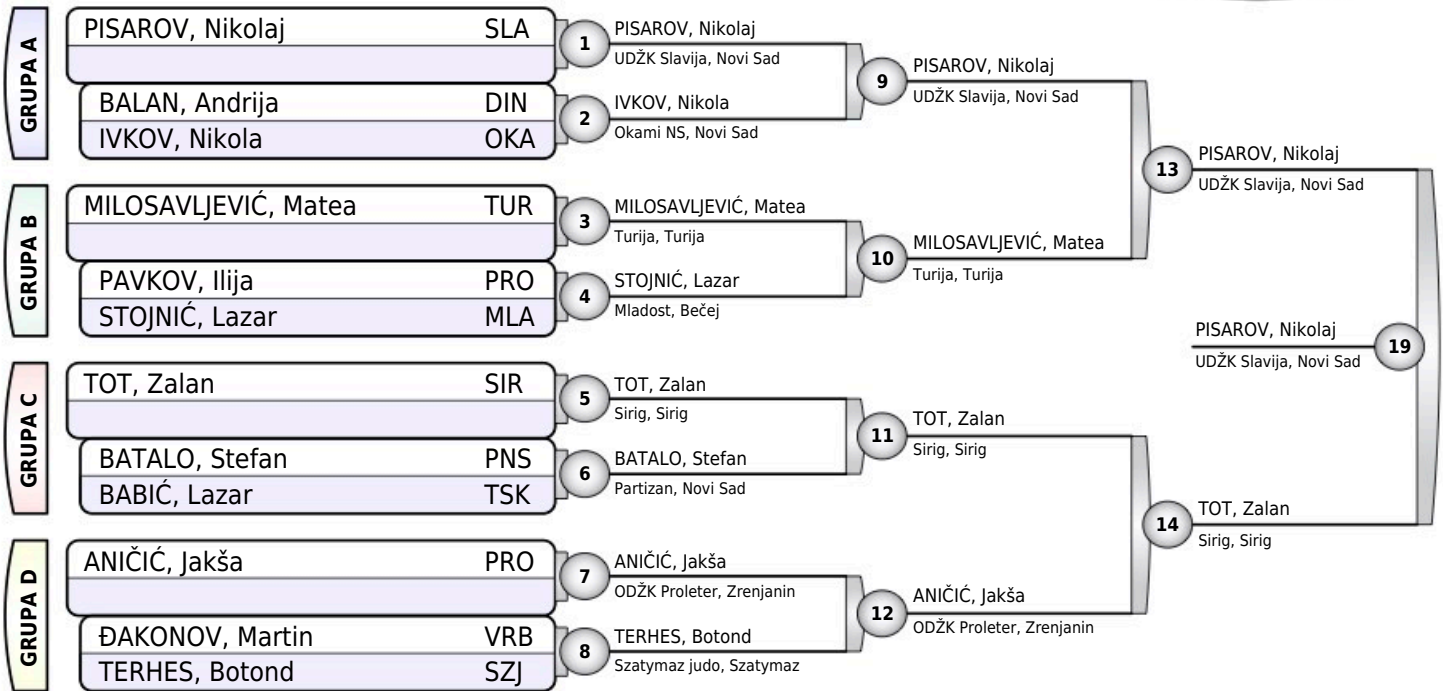 GRUPA A
PISAROV, Nikolaj SLA
BALAN, Andrija DIN
IVKOV, Nikola OKA
GRUPA B
MILOSAVLJEVIĆ, Matea TUR
PAVKOV, Ilija PRO
STOJNIĆ, Lazar MLA
GRUPA C
TOT, Zalan SIR
BATALO, Stefan PNS
BABIĆ, Lazar TSK
GRUPA D
ANIČIĆ, Jakša PRO
ĐAKONOV, Martin VRB
TERHES, Botond SZJ
1
PISAROV, Nikolaj
UDŽK Slavija, Novi Sad
2
IVKOV, Nikola
Okami NS, Novi Sad
3
MILOSAVLJEVIĆ, Matea
Turija, Turija
4
STOJNIĆ, Lazar
Mladost, Bečej
5
TOT, Zalan
Sirig, Sirig
6
BATALO, Stefan
Partizan, Novi Sad
7
ANIČIĆ, Jakša
ODŽK Proleter, Zrenjanin
8
TERHES, Botond
Szatymaz judo, Szatymaz
9
PISAROV, Nikolaj
UDŽK Slavija, Novi Sad
10
MILOSAVLJEVIĆ, Matea
Turija, Turija
11
TOT, Zalan
Sirig, Sirig
12
ANIČIĆ, Jakša
ODŽK Proleter, Zrenjanin
13
PISAROV, Nikolaj
UDŽK Slavija, Novi Sad
14
TOT, Zalan
Sirig, Sirig
PISAROV, Nikolaj
UDŽK Slavija, Novi Sad
19